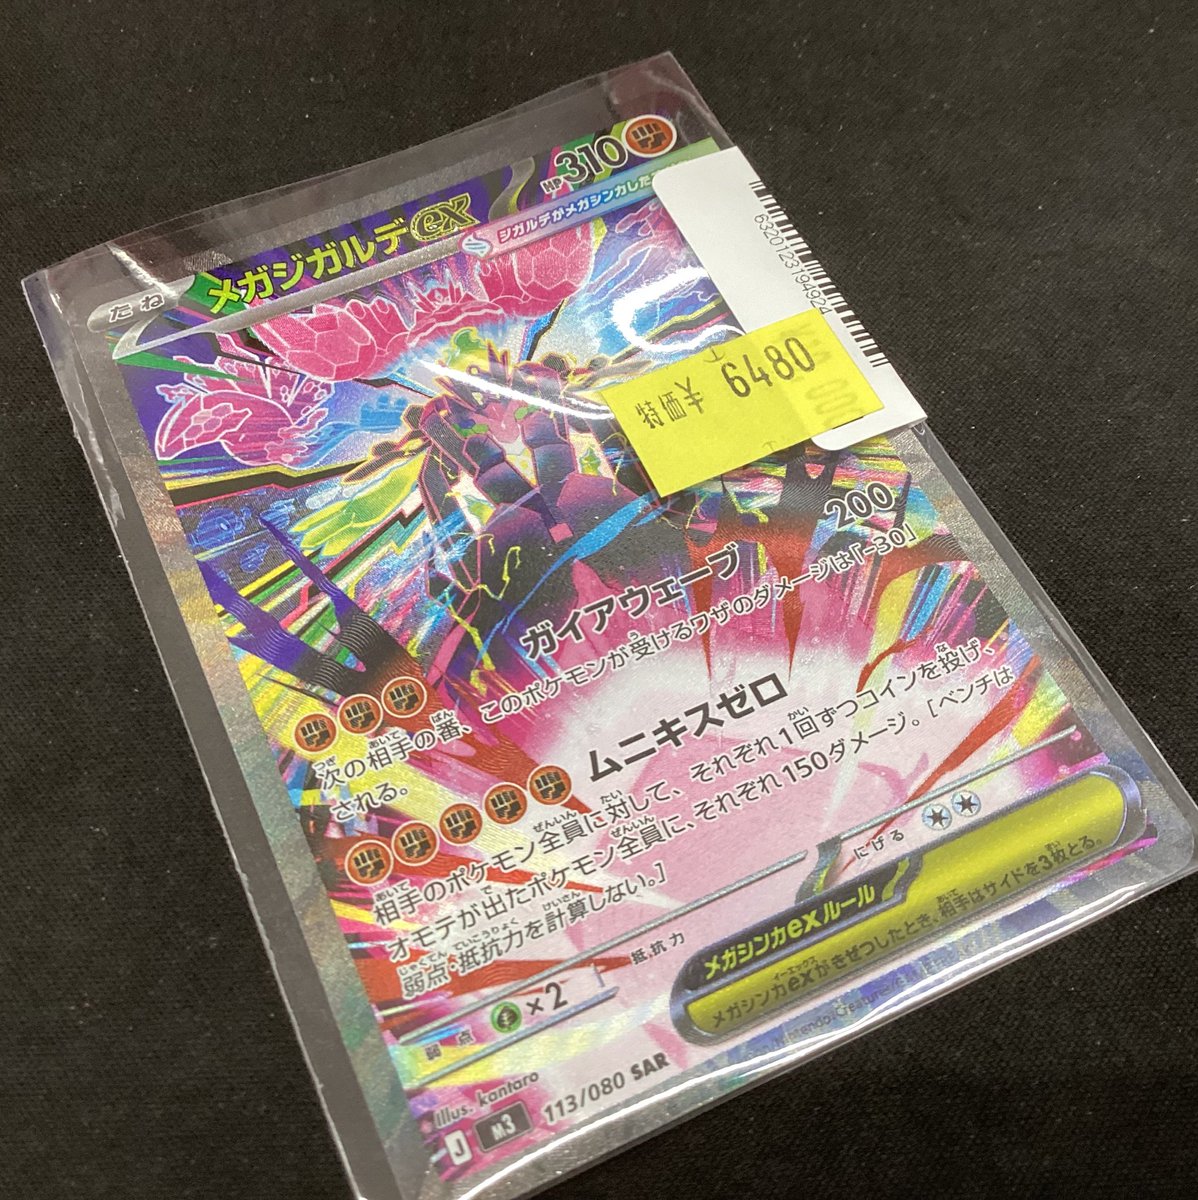 たね
メガジガルデex
HP310
ジガルデがメガシンカした
6320123194924
特価¥ 6480
ガイアウェーブ 200
次の相手の番、このポケモンが受けるワザのダメージは「-30」
される。
ムニキスゼロ
相手のポケモン全員に対して、それぞれ1回ずつコインを投げ、
オモテが出たポケモン全員に、それぞれ150ダメージ。[ベンチは
弱点・抵抗力を計算しない。]
弱点 ×2
抵抗力
にげる
メガシンカexルール
メガシンカexがきぜつしたとき、相手はサイドを3枚とる。
Illus. kantaro
J M3 113/080 SAR